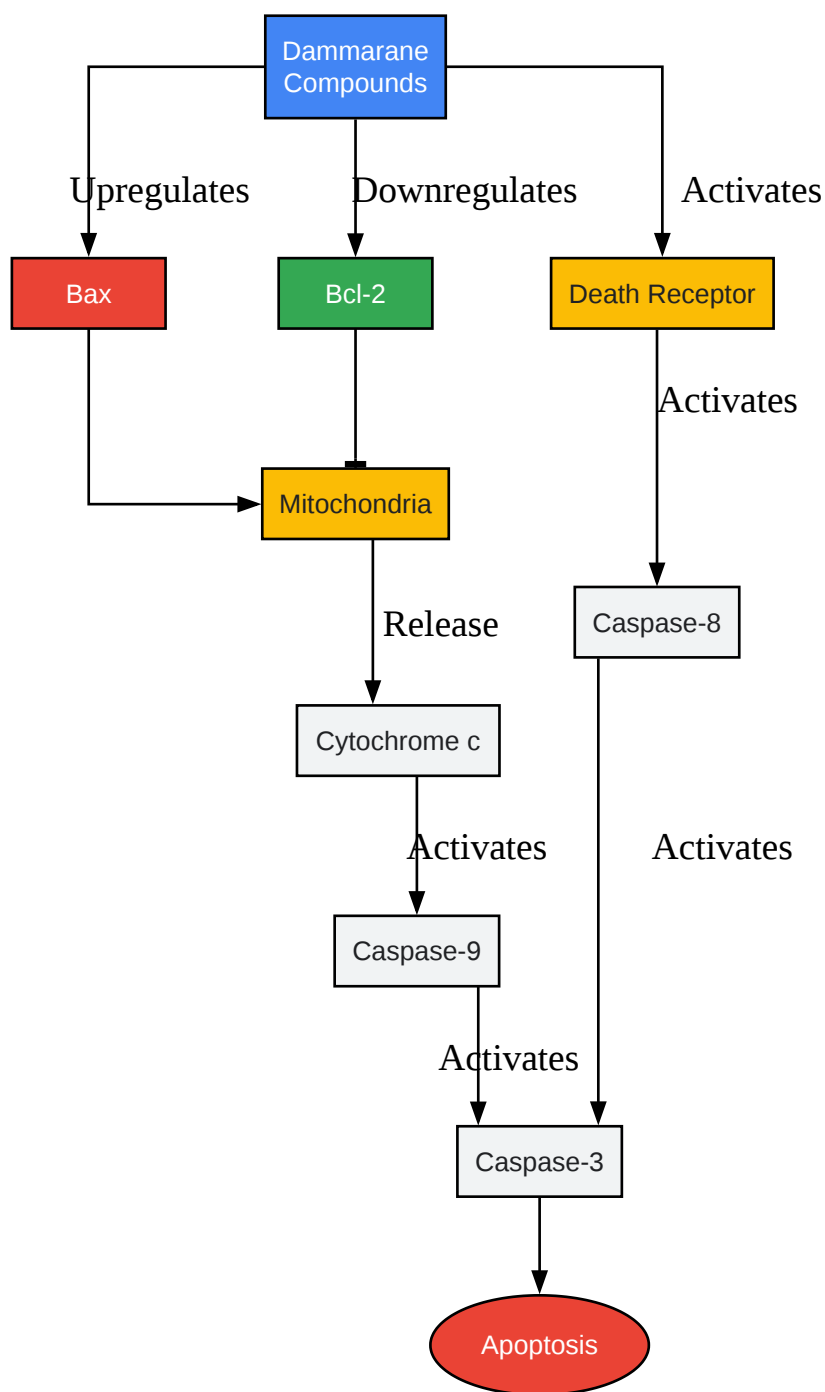 Dammarane
Compounds
Upregulates
Downregulates
Activates
Bax
Bcl-2
Death Receptor
Activates
Mitochondria
Release
Caspase-8
Cytochrome c
Activates
Activates
Caspase-9
Activates
Caspase-3
Apoptosis